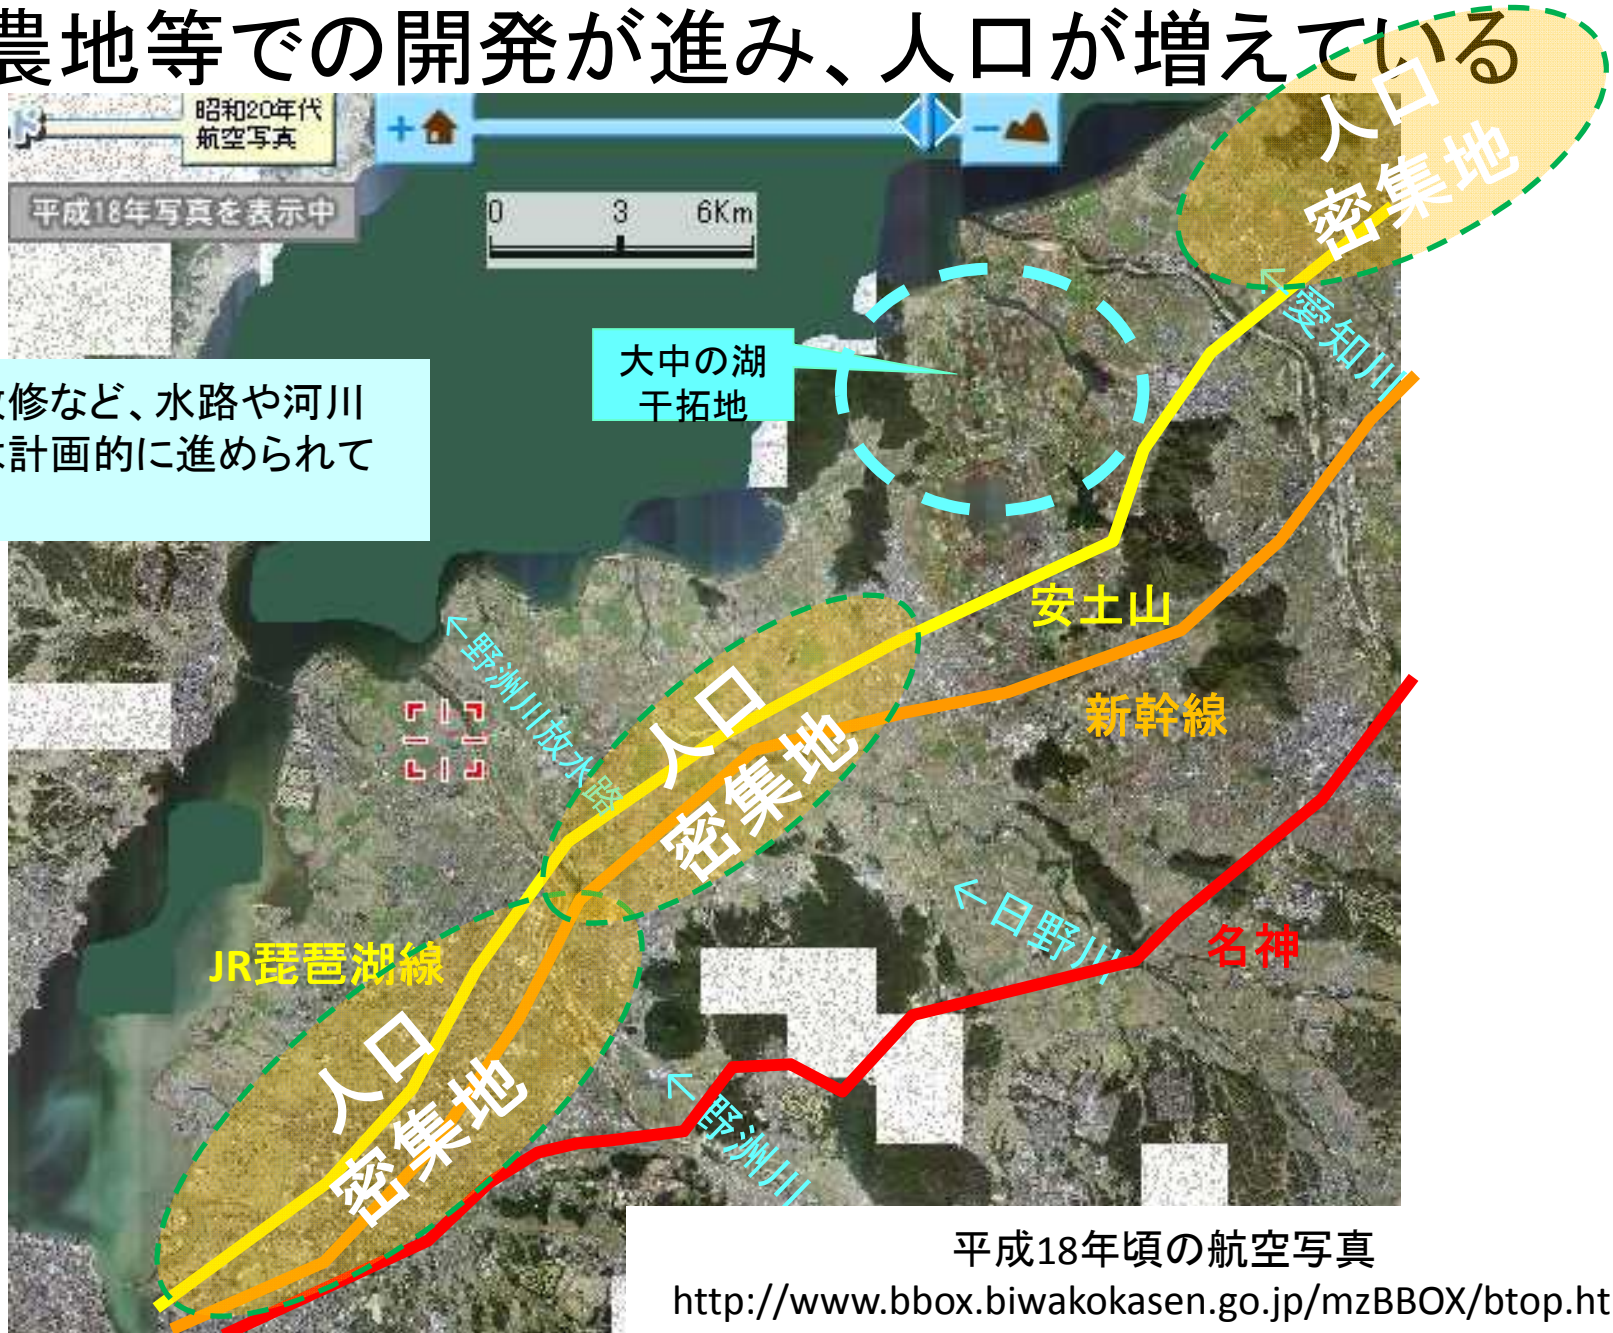 農地等での開発が進み、人口が増えている
昭和20年代
航空写真
平成18年写真を表示中
0 3 6Km
人口
密集地
←愛知川
大中の湖
干拓地
修など、水路や河川
計画的に進められて
安土山
←野洲川放水路
人口
密集地
新幹線
←日野川
名神
JR琵琶湖線
人口
密集地
←野洲川
平成18年頃の航空写真
http://www.bbox.biwakokasen.go.jp/mzBBOX/btop.ht